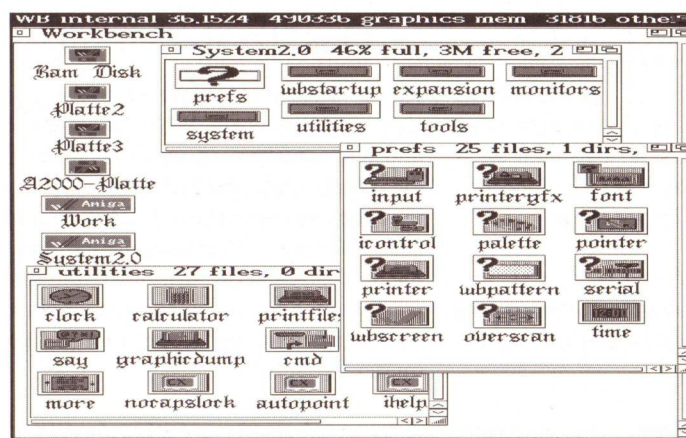 WB internal 36.1524 490336 graphics mem 31816 othe
Workbench
System2.0 46% full, 3M free, 2
Ram Disk
prefs wbstartup expansion monitors
Platte2
Platte3
system utilities tools
prefs 25 files, 1 dirs,
A2000-Platte
input printergfx font
Amiga
Work
icontrol palette pointer
Amiga
System2.0
utilities 27 files, 0 dir
printer wbpattern serial
clock calculator printfiles
wbscreen overscan time
say graphicdump cmd
CX CX CX
more nocapslock autopoint ihelp